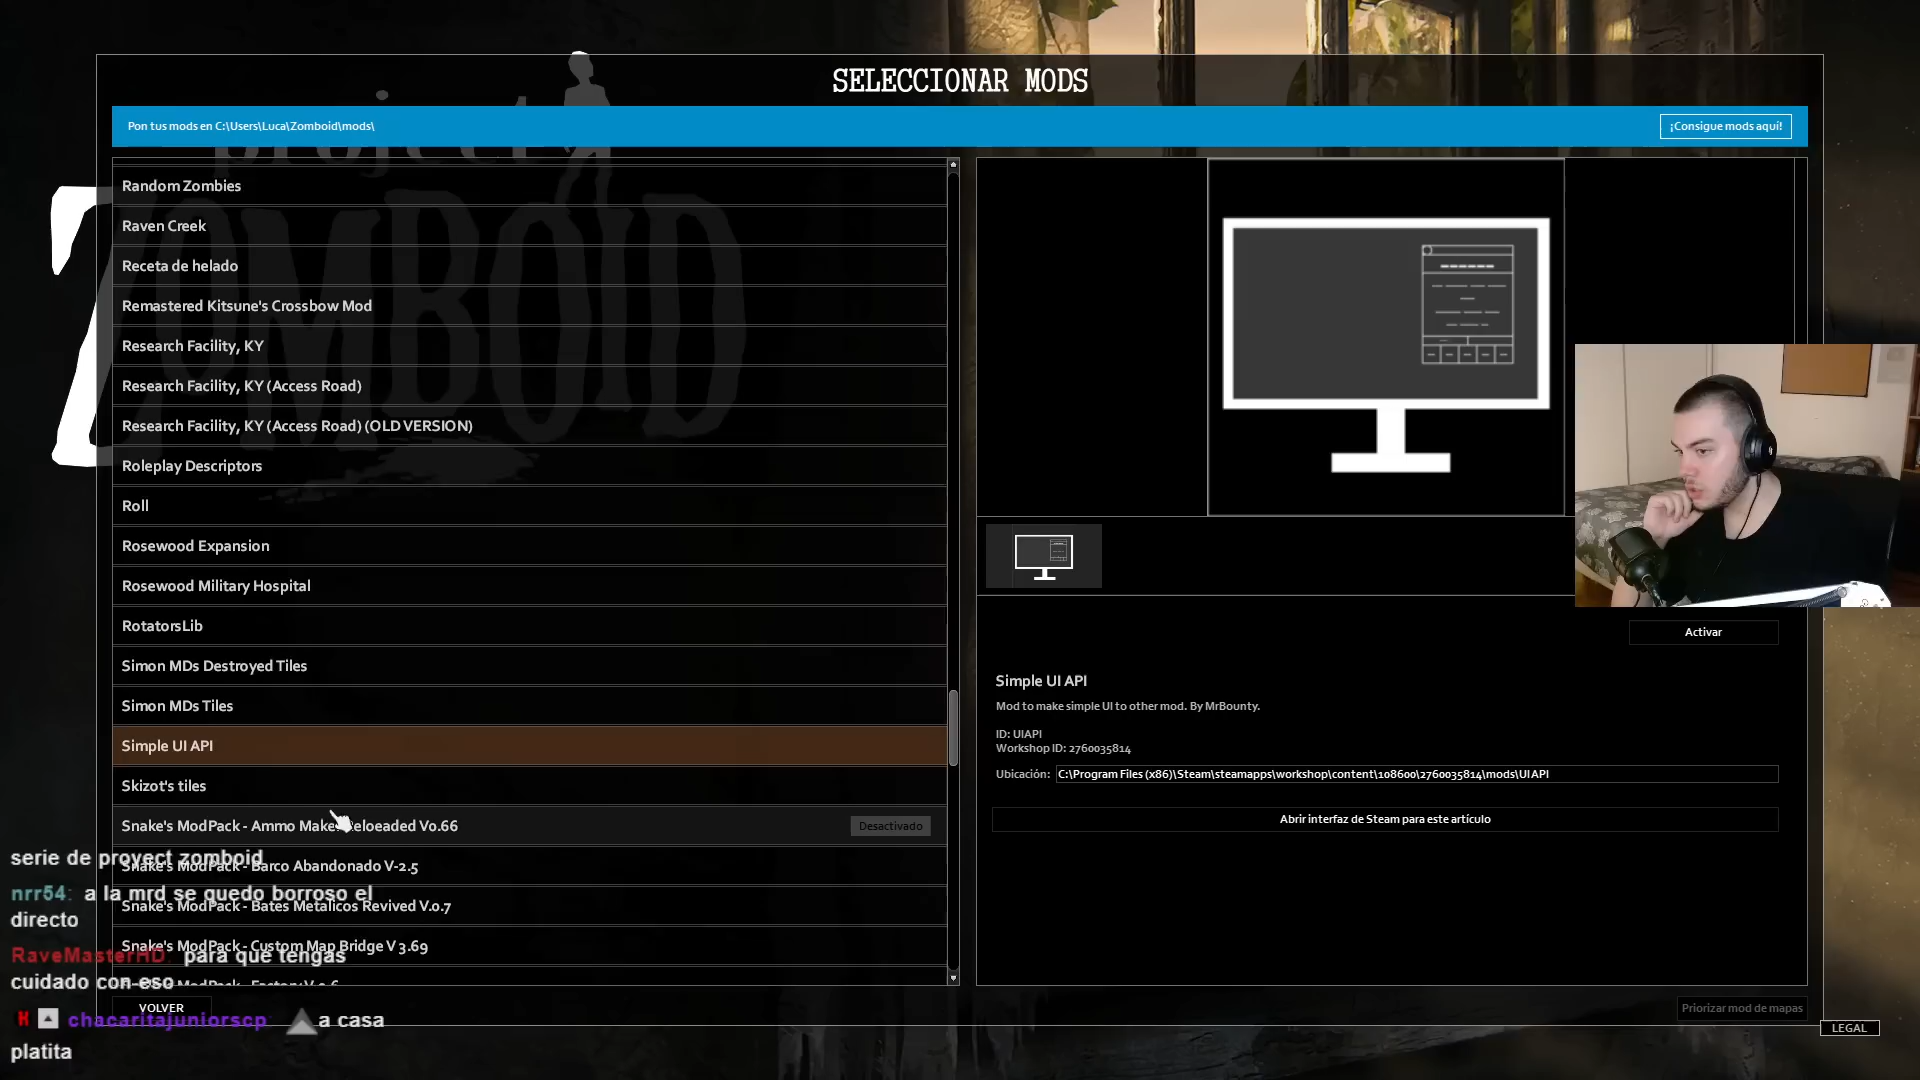 SELECCIONAR MODS
Pon tus mods en C:\Users\Luca\Zomboid\mods\
¡Consigue mods aquí!
project
ZOMBOID
Random Zombies
Raven Creek
Receta de helado
Remastered Kitsune's Crossbow Mod
Research Facility, KY
Research Facility, KY (Access Road)
Research Facility, KY (Access Road) (OLD VERSION)
Roleplay Descriptors
Roll
Rosewood Expansion
Rosewood Military Hospital
RotatorsLib
Simon MDs Destroyed Tiles
Simon MDs Tiles
Simple UI API
Skizot's tiles
Snake's ModPack - Ammo Maker Reloeaded V0.66
Desactivado
Snake's ModPack - Barco Abandonado V-2.5
Snake's ModPack - Bates Metalicos Revived V.0.7
Snake's ModPack - Custom Map Bridge V 3.69
VOLVER
Activar
Simple UI API
Mod to make simple UI to other mod. By MrBounty.
ID: UIAPI
Workshop ID: 2760035814
Ubicación: C:\Program Files (x86)\Steam\steamapps\workshop\content\108600\2760035814\mods\UIAPI
Abrir interfaz de Steam para este artículo
Priorizar mod de mapas
LEGAL
serie de proyect zomboid
nrr54: a la mrd se quedo borroso el
directo
RaveMasterHD: para que tengas
cuidado con eso
chacaritajuniorscp: a casa
platita